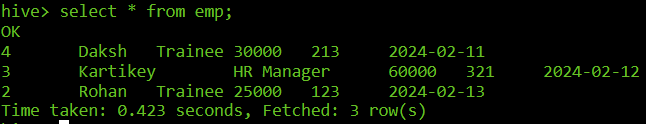 hive> select * from emp;
OK
4 Daksh Trainee 30000 213 2024-02-11
3 Kartikey HR Manager 60000 321 2024-02-12
2 Rohan Trainee 25000 123 2024-02-13
Time taken: 0.423 seconds, Fetched: 3 row(s)